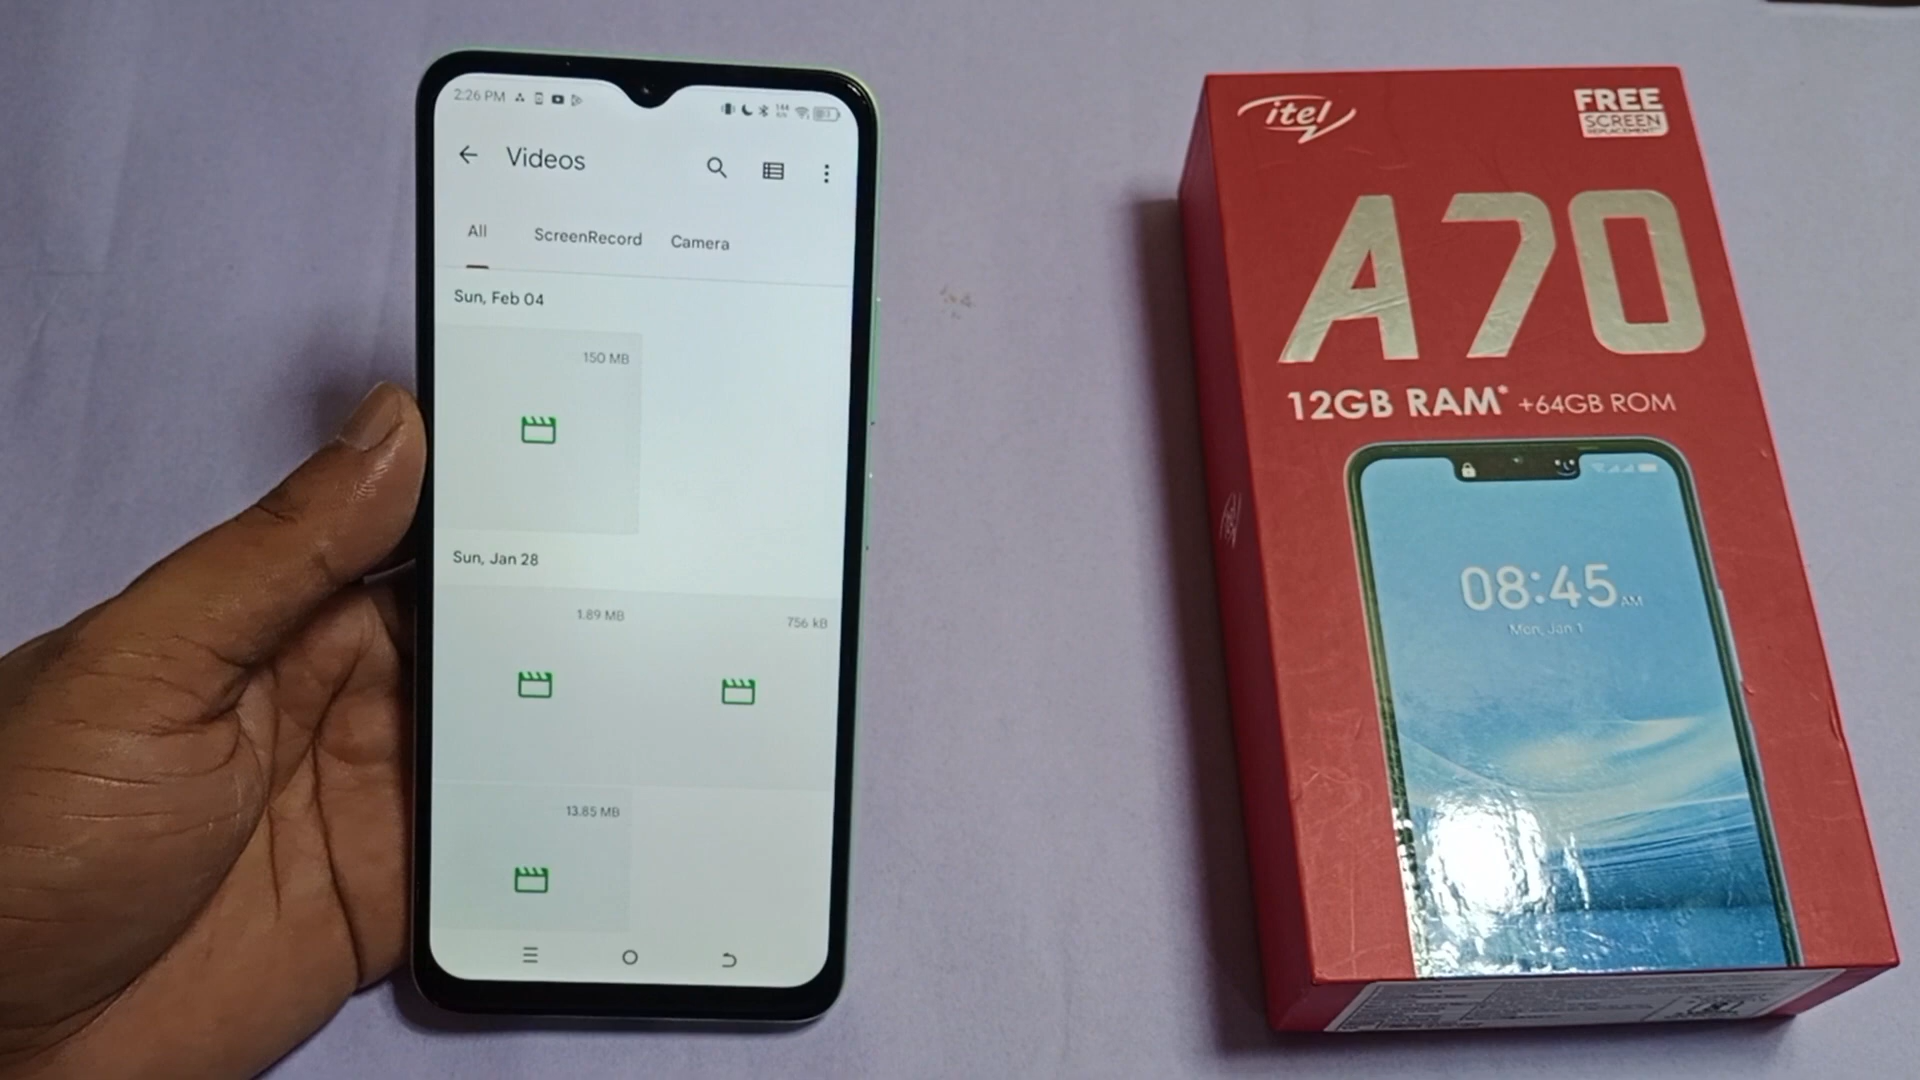 2:26 PM
Videos
All
ScreenRecord
Camera
Sun, Feb 04
150 MB
Sun, Jan 28
1.89 MB
756 kB
13.85 MB
itel
FREE
SCREEN
REPLACEMENT
A70
12GB RAM* +64GB ROM
08:45 AM
Mon, Jan 1